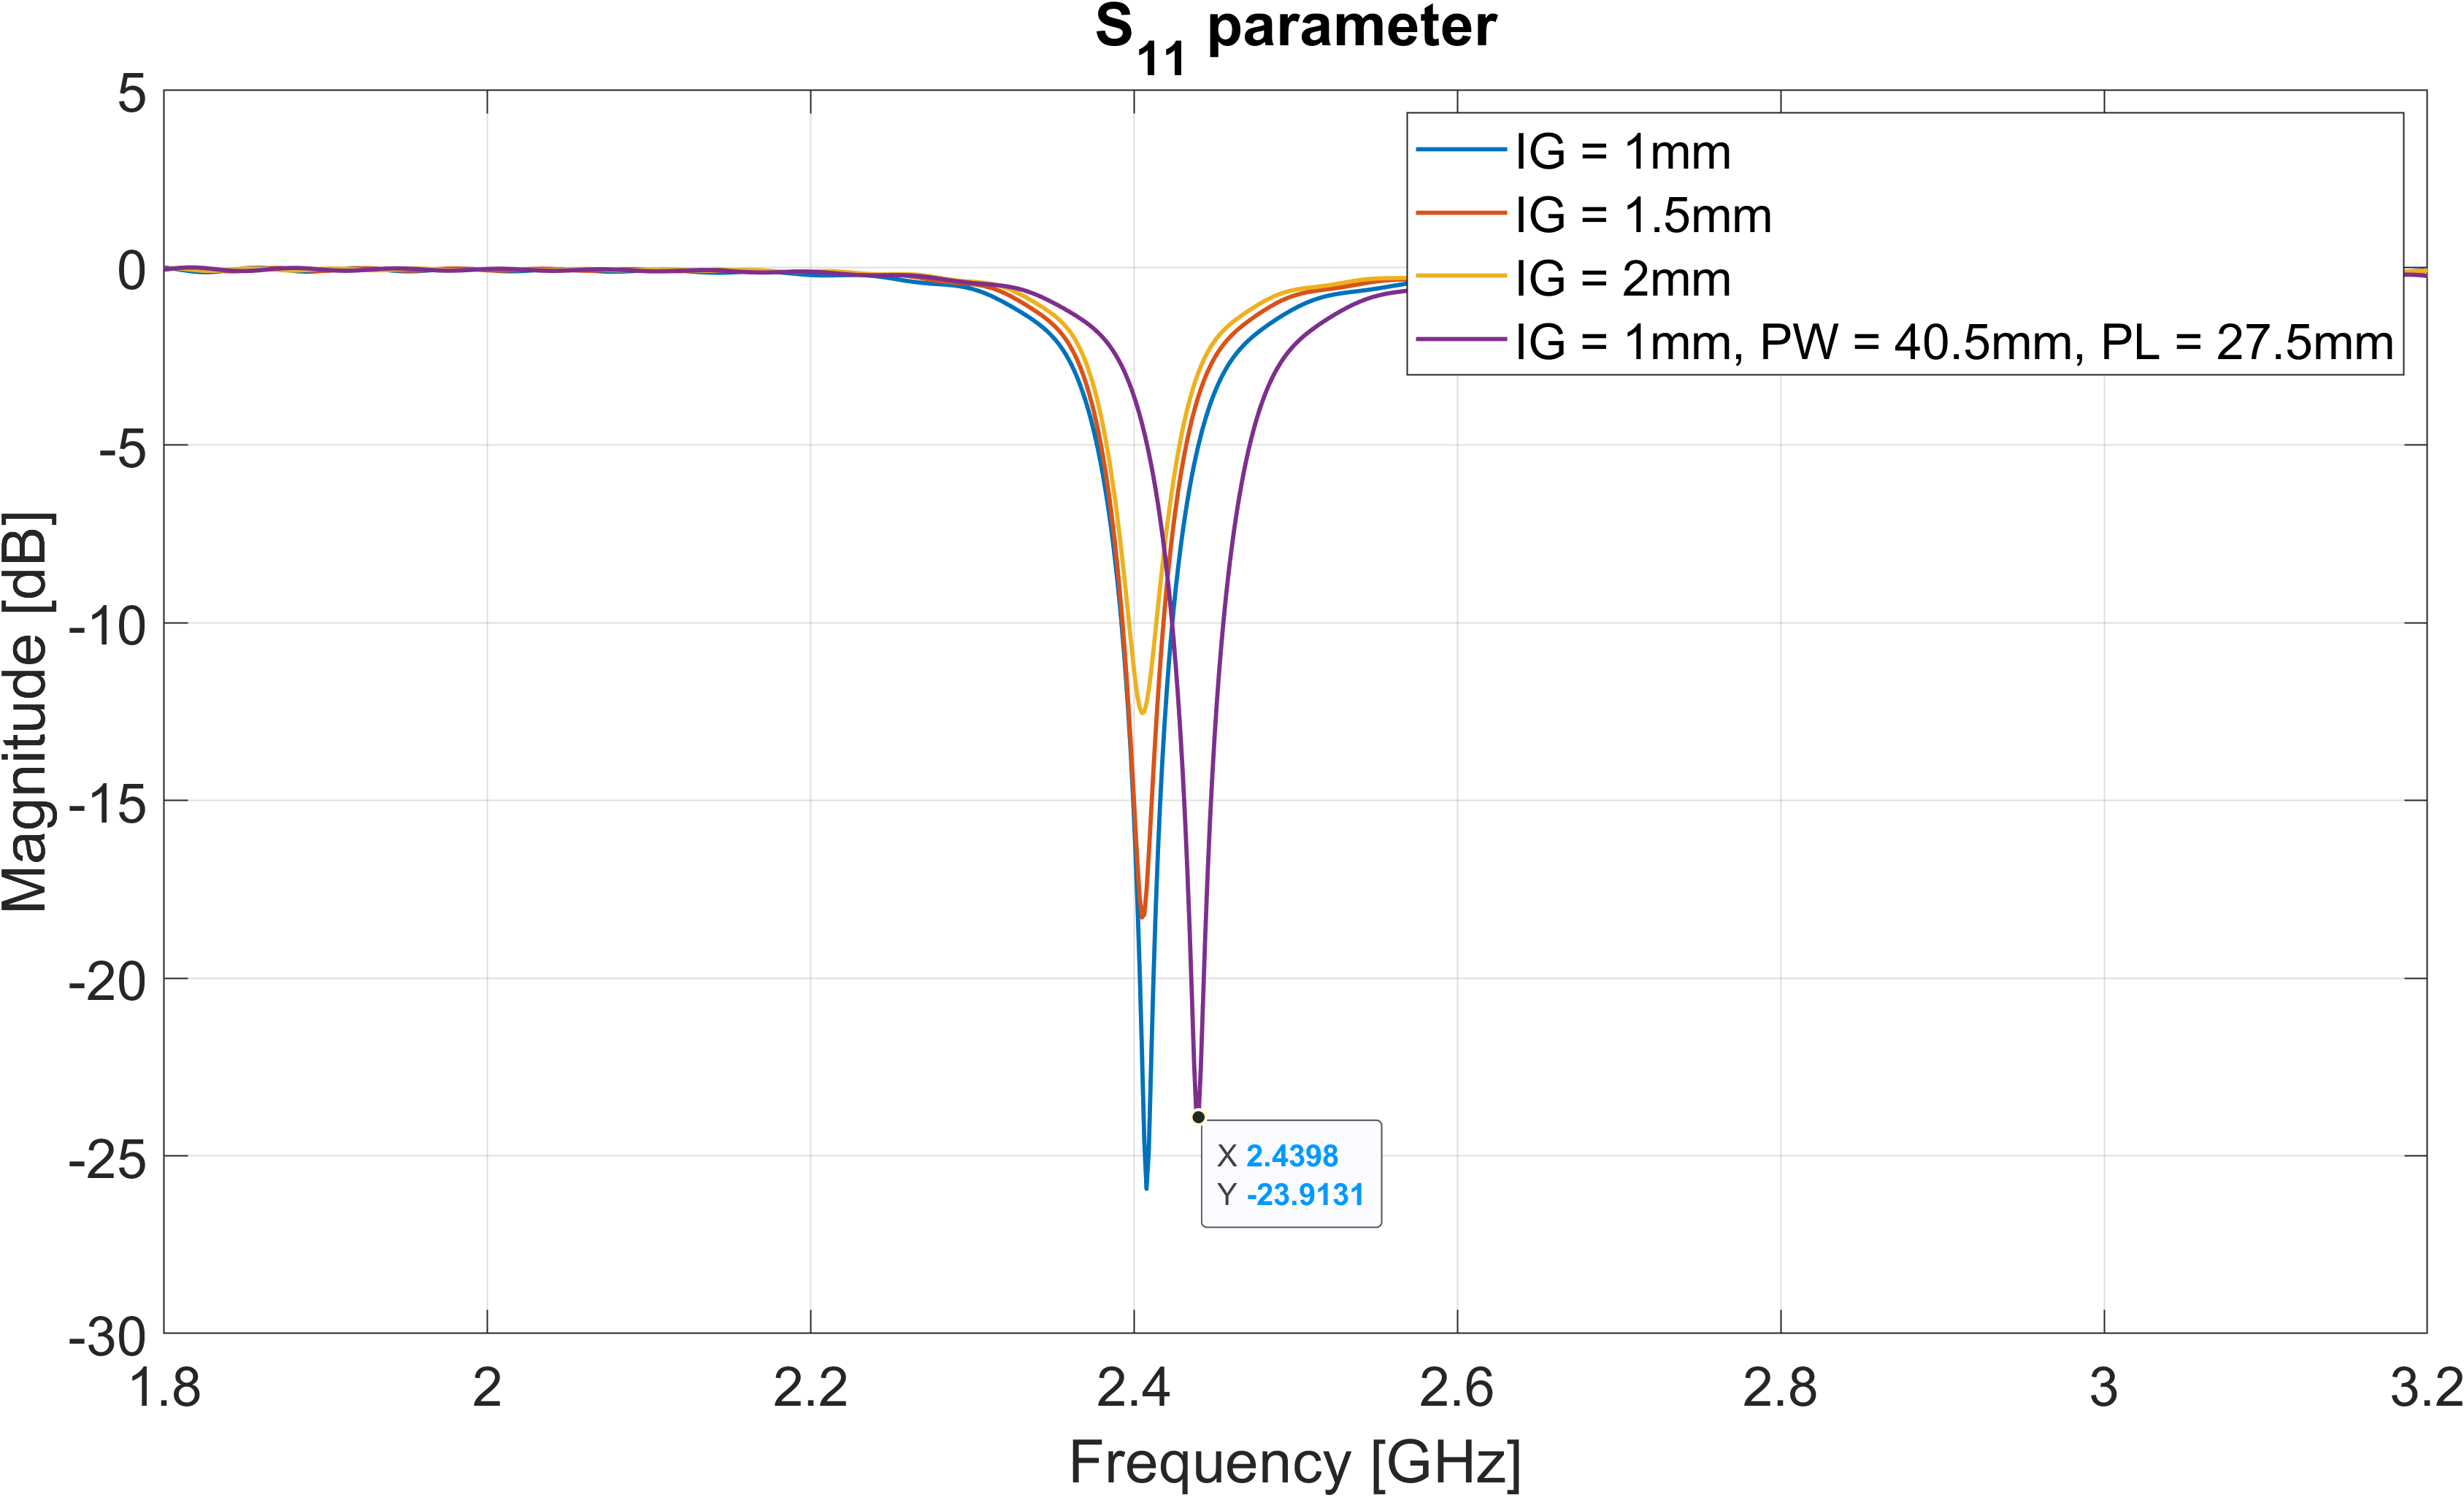 S11 parameter
5
0
-5
-10
-15
-20
-25
-30
Magnitude [dB]
IG = 1mm
IG = 1.5mm
IG = 2mm
IG = 1mm, PW = 40.5mm, PL = 27.5mm
X 2.4398
Y -23.9131
1.8 2 2.2 2.4 2.6 2.8 3 3.2
Frequency [GHz]